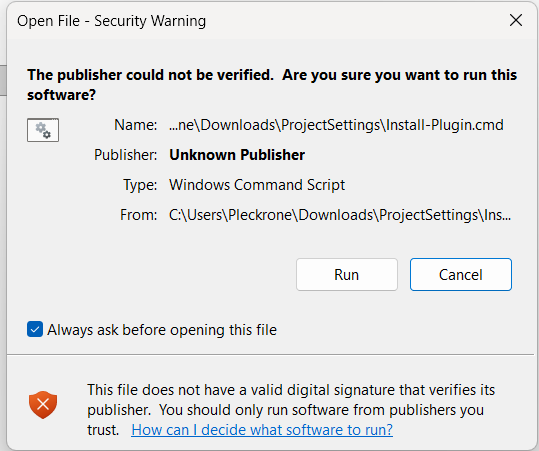 Open File - Security Warning
The publisher could not be verified.  Are you sure you want to run this
software?
Name: ...ne\Downloads\ProjectSettings\Install-Plugin.cmd
Publisher: Unknown Publisher
Type: Windows Command Script
From: C:\Users\Pleckrone\Downloads\ProjectSettings\Ins...
Run Cancel
Always ask before opening this file
This file does not have a valid digital signature that verifies its
publisher.  You should only run software from publishers you
trust.  How can I decide what software to run?